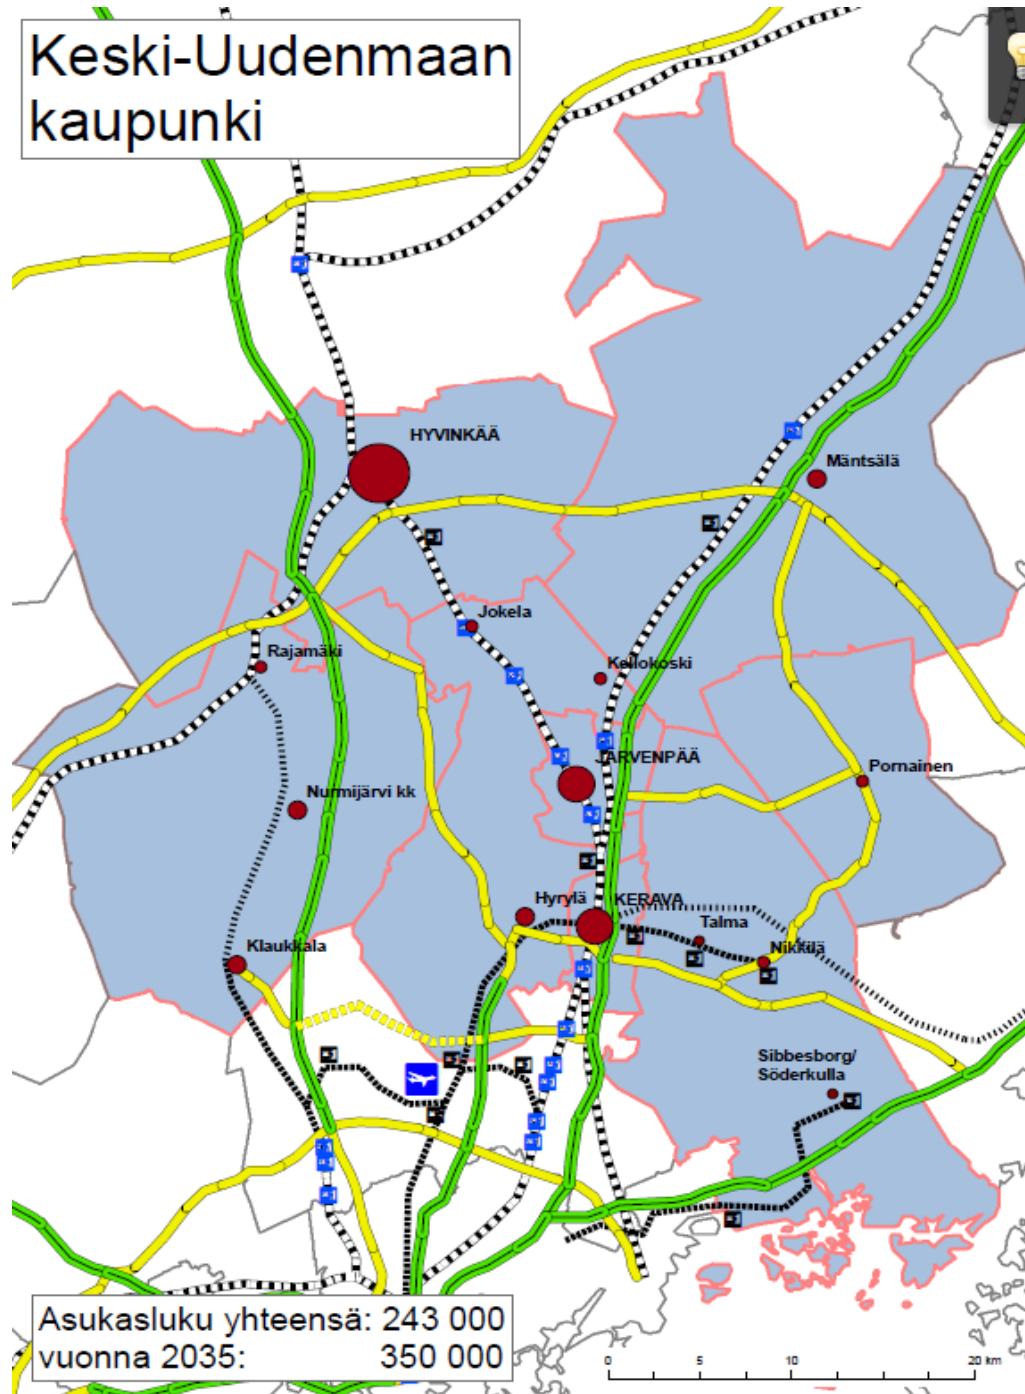 Keski-Uudenmaan
kaupunki
HYVINKÄÄ
Mäntsälä
Jokela
Rajamäki
Kellokoski
JÄRVENPÄÄ
Pornainen
Nurmijärvi kk
Hyrylä
KERAVA
Talma
Nikkilä
Klaukkala
Sibbesborg/
Söderkulla
Asukasluku yhteensä: 243 000
vuonna 2035: 350 000
0 5 10 20 km